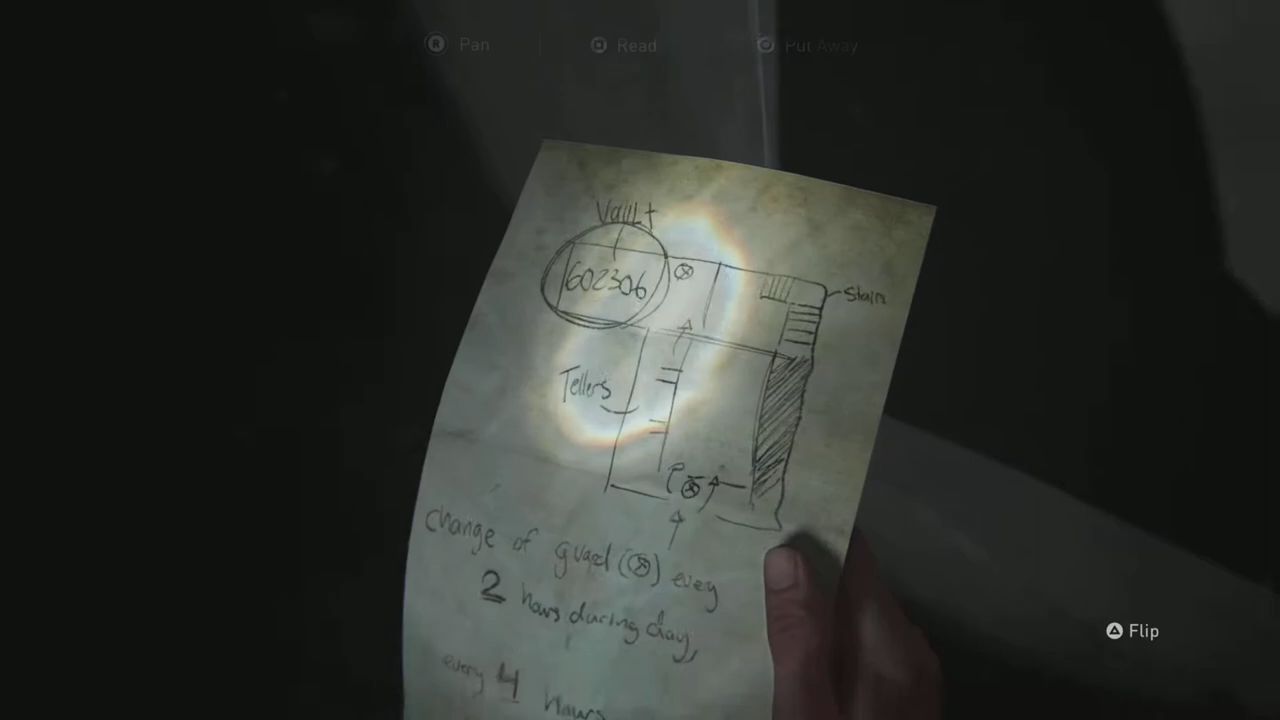 Pan
Read
Put Away
Vault
602306
Stairs
Tellers
change of guard (⊗) every
2 hours during day,
every 4 hours
Flip